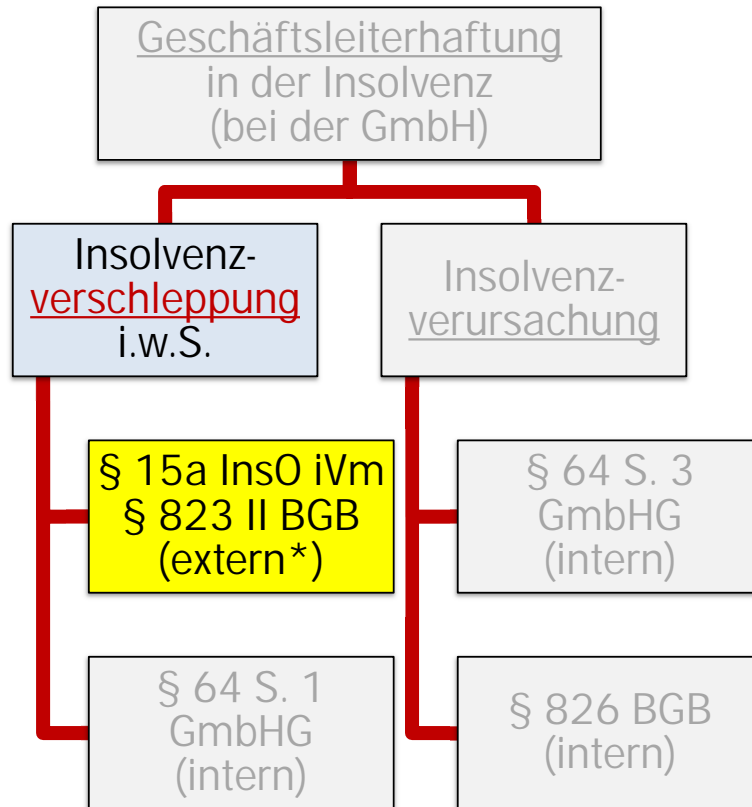 Geschäftsleiterhaftung
in der Insolvenz
(bei der GmbH)
Insolvenz-
verschleppung
i.w.S.
Insolvenz-
verursachung
§ 15a InsO iVm
§ 823 II BGB
(extern*)
§ 64 S. 3
GmbHG
(intern)
§ 64 S. 1
GmbHG
(intern)
§ 826 BGB
(intern)